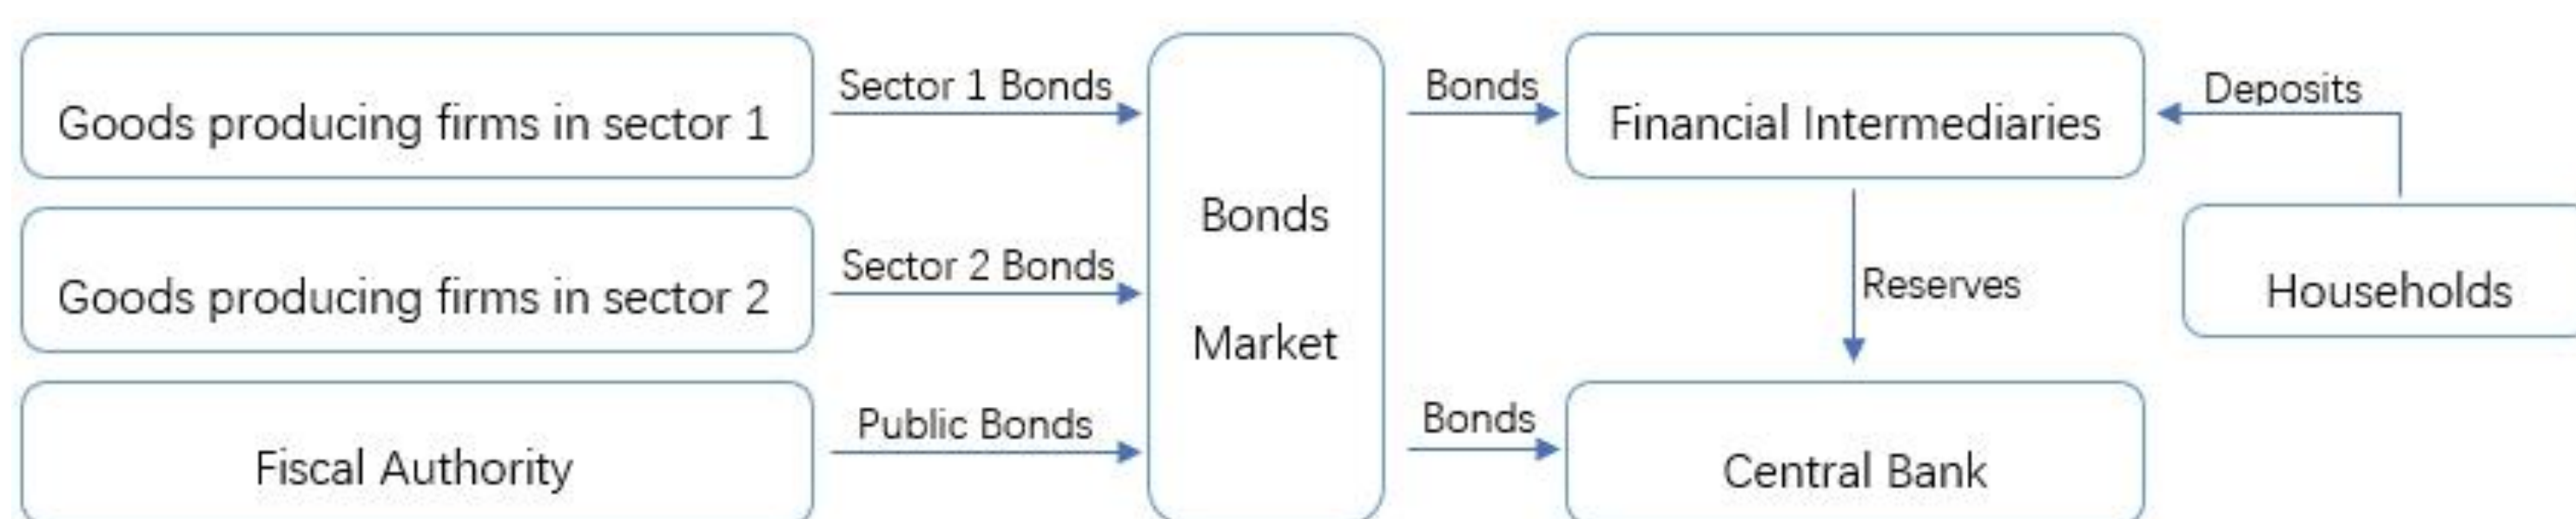 Goods producing firms in sector 1
Sector 1 Bonds
Bonds
Market
Bonds
Financial Intermediaries
Deposits
Goods producing firms in sector 2
Sector 2 Bonds
Reserves
Households
Fiscal Authority
Public Bonds
Bonds
Central Bank